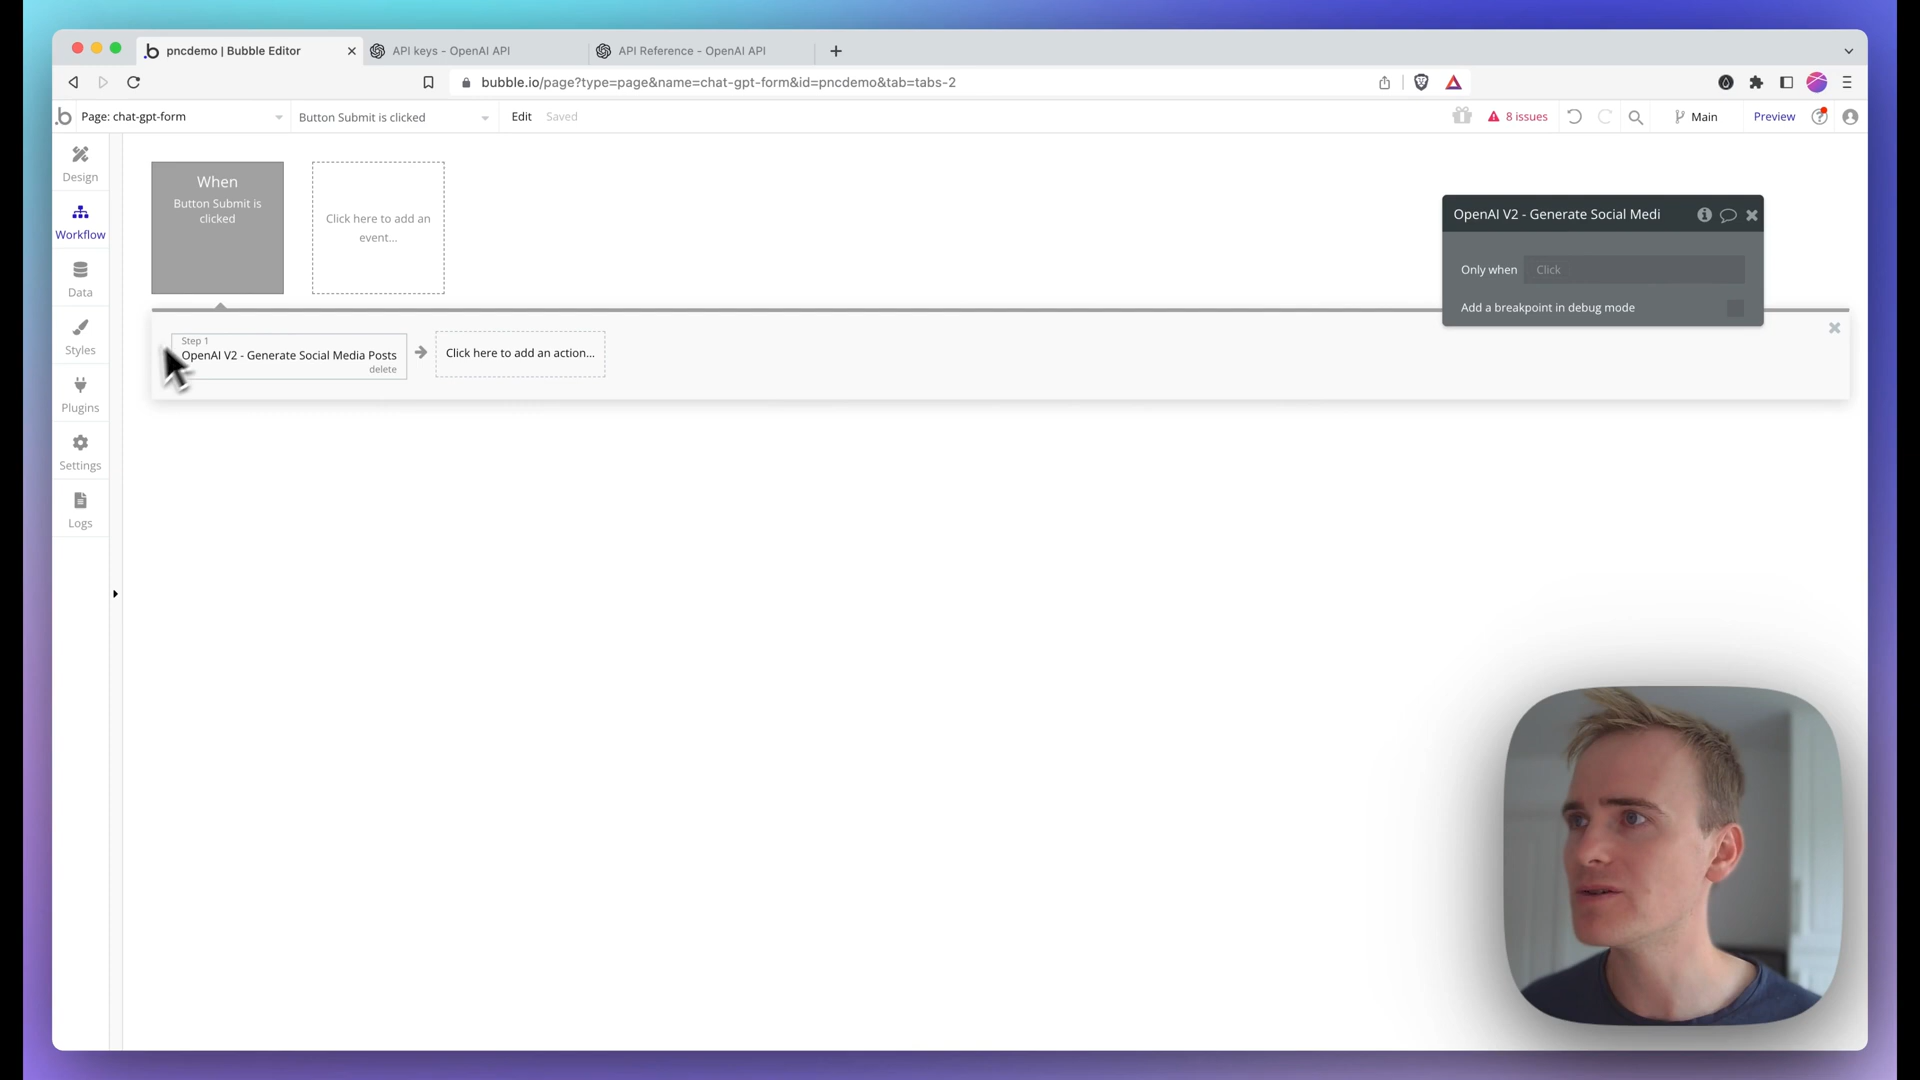 pncdemo | Bubble Editor
API keys - OpenAI API
API Reference - OpenAI API
bubble.io/page?type=page&name=chat-gpt-form&id=pncdemo&tab=tabs-2
Page: chat-gpt-form
Button Submit is clicked
Edit
Saved
8 issues
Main
Preview
Design
Workflow
Data
Styles
Plugins
Settings
Logs
When
Button Submit is
clicked
Click here to add an
event...
OpenAI V2 - Generate Social Medi
Only when
Click
Add a breakpoint in debug mode
Step 1
OpenAI V2 - Generate Social Media Posts
delete
Click here to add an action...